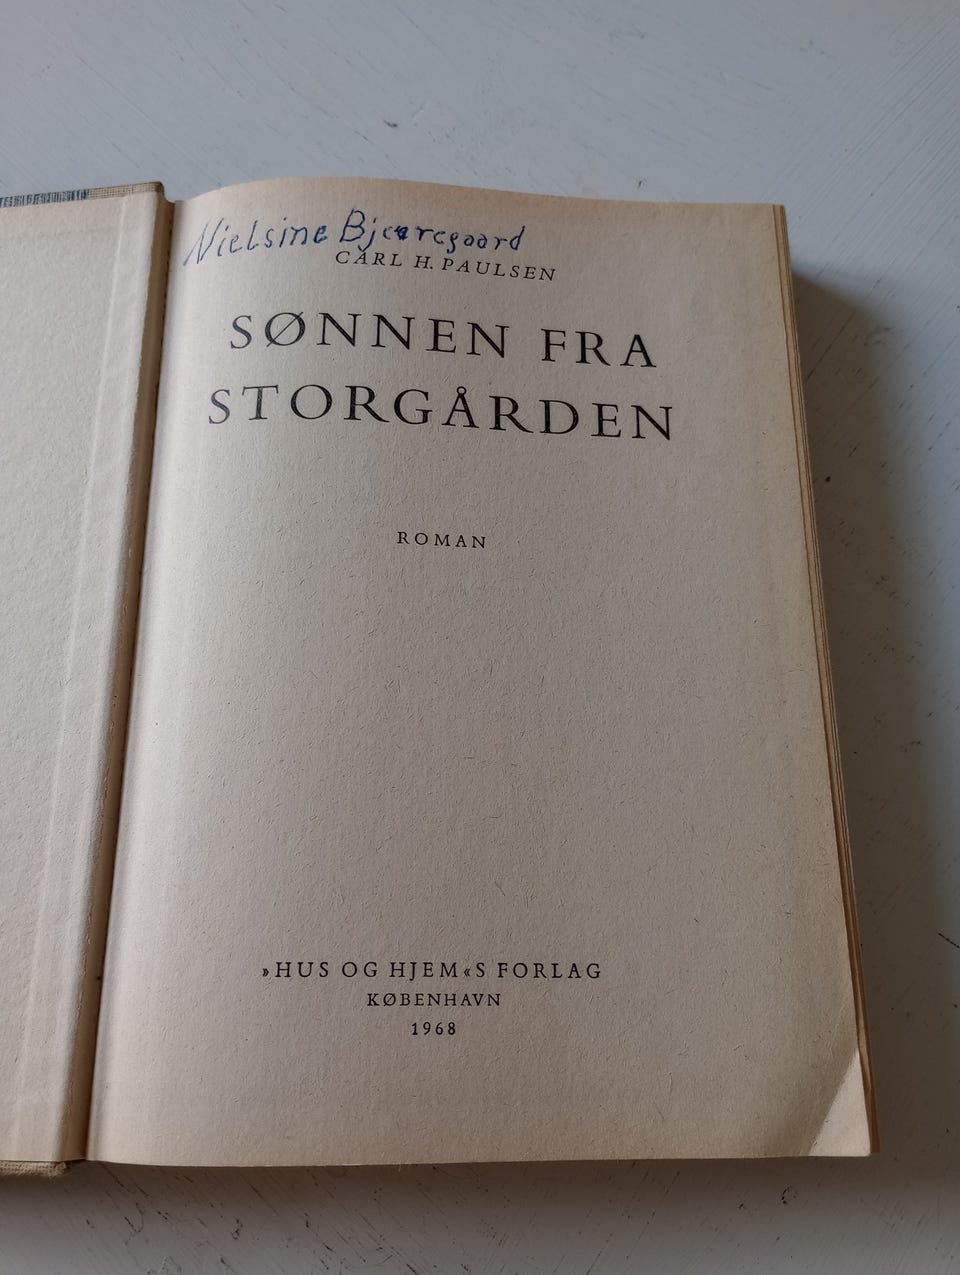 Nielsine Bjerregaard
CARL H. PAULSEN
SØNNEN FRA
STORGÅRDEN
ROMAN
»HUS OG HJEM«S FORLAG
KØBENHAVN
1968